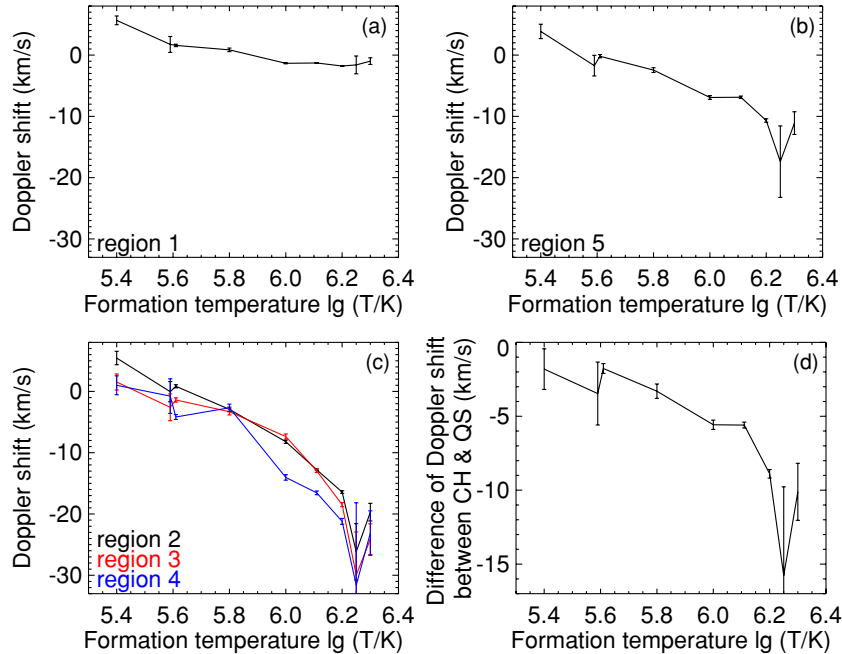 (a)
0
-10
-20
-30
Doppler shift (km/s)
region 1
5.4 5.6 5.8 6.0 6.2 6.4
Formation temperature lg (T/K)
(b)
0
-10
-20
-30
Doppler shift (km/s)
region 5
5.4 5.6 5.8 6.0 6.2 6.4
Formation temperature lg (T/K)
(c)
0
-10
-20
-30
Doppler shift (km/s)
region 2
region 3
region 4
5.4 5.6 5.8 6.0 6.2 6.4
Formation temperature lg (T/K)
(d)
0
-5
-10
-15
Difference of Doppler shift
between CH & QS (km/s)
5.4 5.6 5.8 6.0 6.2 6.4
Formation temperature lg (T/K)